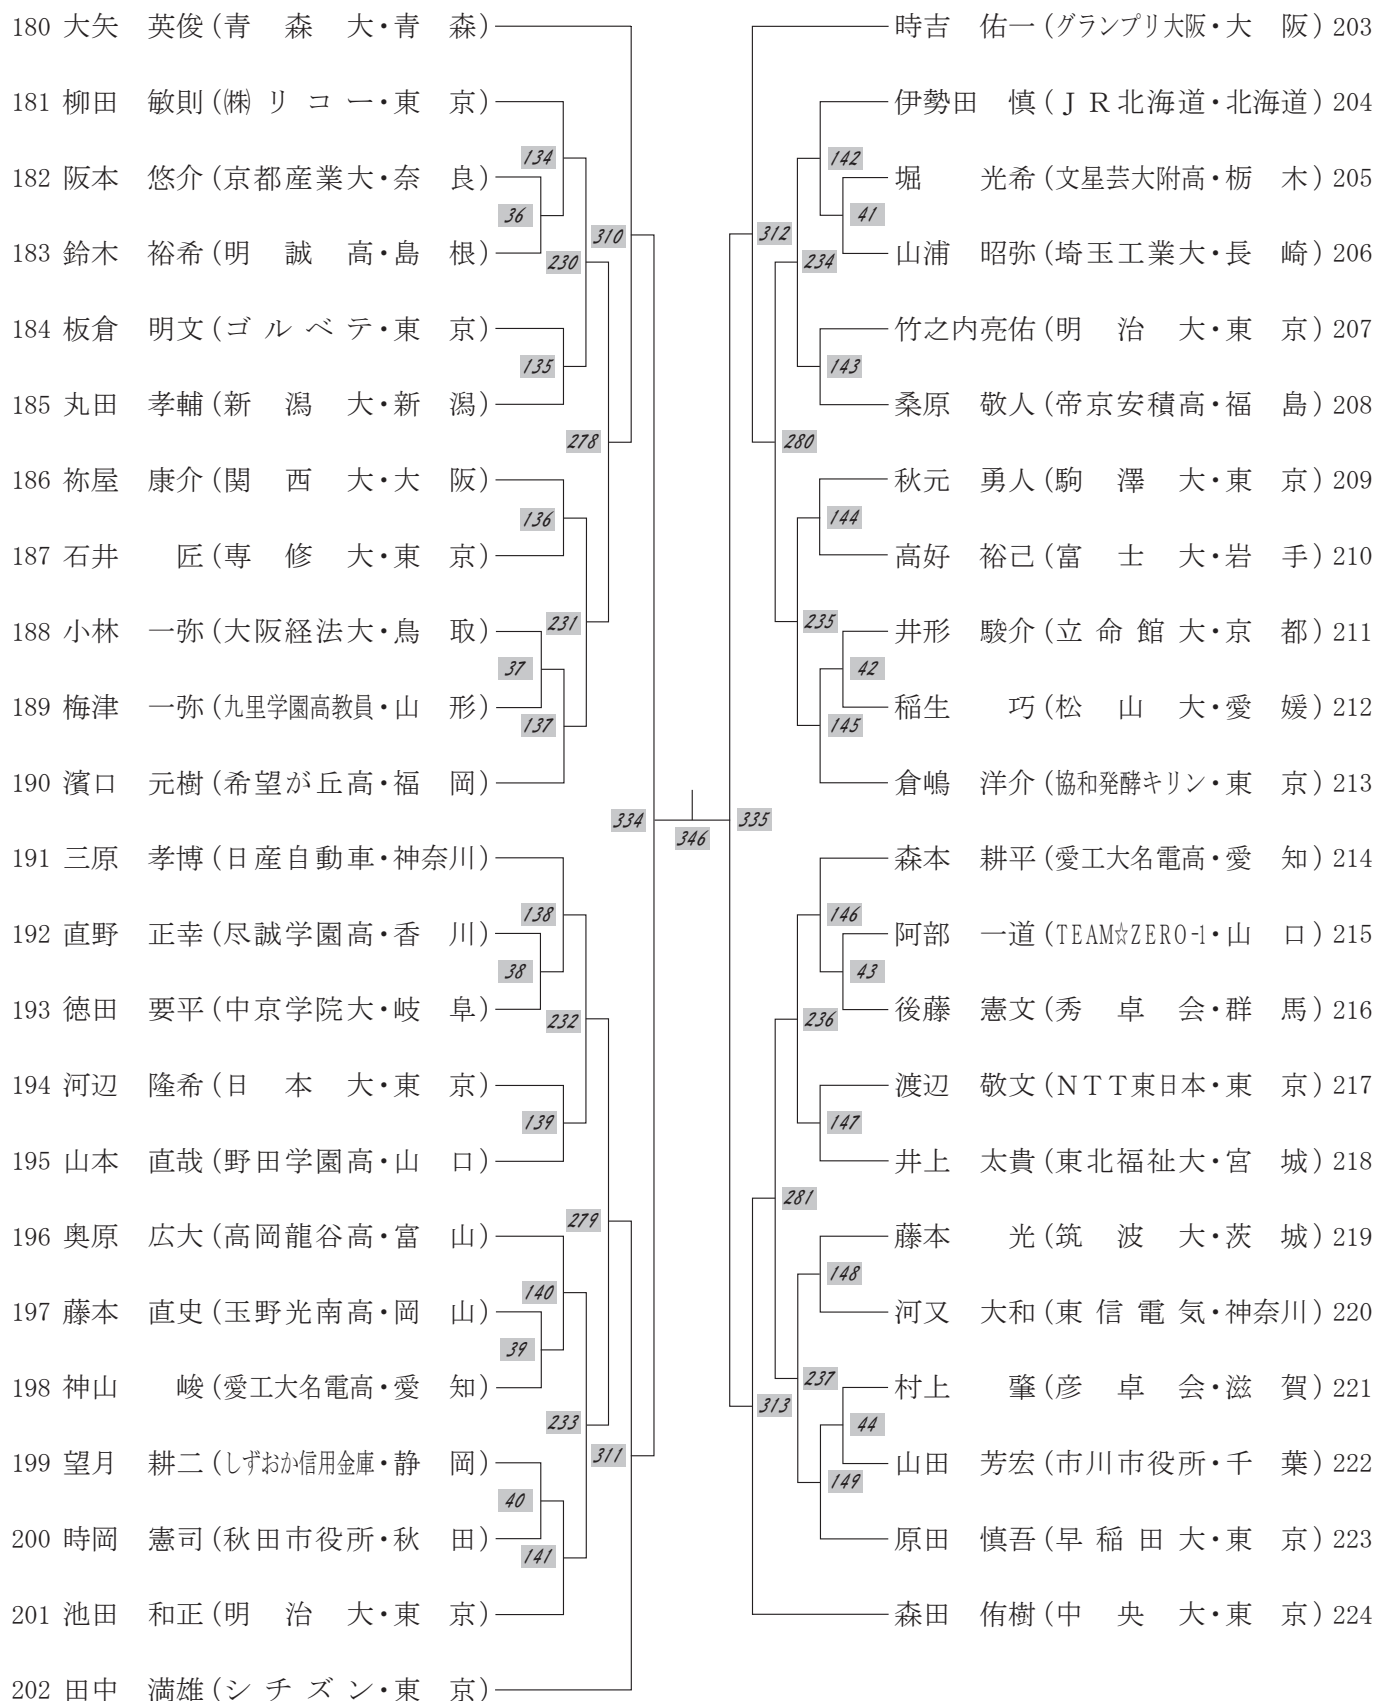 180 大矢 英俊 (青森大・青森)
181 柳田 敏則 (㈱リコー・東京)
182 阪本 悠介 (京都産業大・奈良)
183 鈴木 裕希 (明誠高・島根)
184 板倉 明文 (ゴルベテ・東京)
185 丸田 孝輔 (新潟大・新潟)
186 祢屋 康介 (関西大・大阪)
187 石井 匠 (専修大・東京)
188 小林 一弥 (大阪経法大・鳥取)
189 梅津 一弥 (九里学園高教員・山形)
190 濱口 元樹 (希望が丘高・福岡)
191 三原 孝博 (日産自動車・神奈川)
192 直野 正幸 (尽誠学園高・香川)
193 徳田 要平 (中京学院大・岐阜)
194 河辺 隆希 (日本大・東京)
195 山本 直哉 (野田学園高・山口)
196 奥原 広大 (高岡龍谷高・富山)
197 藤本 直史 (玉野光南高・岡山)
198 神山 峻 (愛工大名電高・愛知)
199 望月 耕二 (しずおか信用金庫・静岡)
200 時岡 憲司 (秋田市役所・秋田)
201 池田 和正 (明治大・東京)
202 田中 満雄 (シチズン・東京)
134
36
310
230
135
278
136
231
37
137
334
138
38
232
139
279
140
39
233
311
40
141
346
142
41
312
234
143
280
144
235
42
145
335
146
43
236
147
281
148
237
313
44
149
時吉 佑一 (グランプリ大阪・大阪) 203
伊勢田 慎 (JR北海道・北海道) 204
堀 光希 (文星芸大附高・栃木) 205
山浦 昭弥 (埼玉工業大・長崎) 206
竹之内亮佑 (明治大・東京) 207
桑原 敬人 (帝京安積高・福島) 208
秋元 勇人 (駒澤大・東京) 209
高好 裕己 (富士大・岩手) 210
井形 駿介 (立命館大・京都) 211
稲生 巧 (松山大・愛媛) 212
倉嶋 洋介 (協和発酵キリン・東京) 213
森本 耕平 (愛工大名電高・愛知) 214
阿部 一道 (TEAM☆ZERO-1・山口) 215
後藤 憲文 (秀卓会・群馬) 216
渡辺 敬文 (NTT東日本・東京) 217
井上 太貴 (東北福祉大・宮城) 218
藤本 光 (筑波大・茨城) 219
河又 大和 (東信電気・神奈川) 220
村上 肇 (彦卓会・滋賀) 221
山田 芳宏 (市川市役所・千葉) 222
原田 慎吾 (早稲田大・東京) 223
森田 侑樹 (中央大・東京) 224